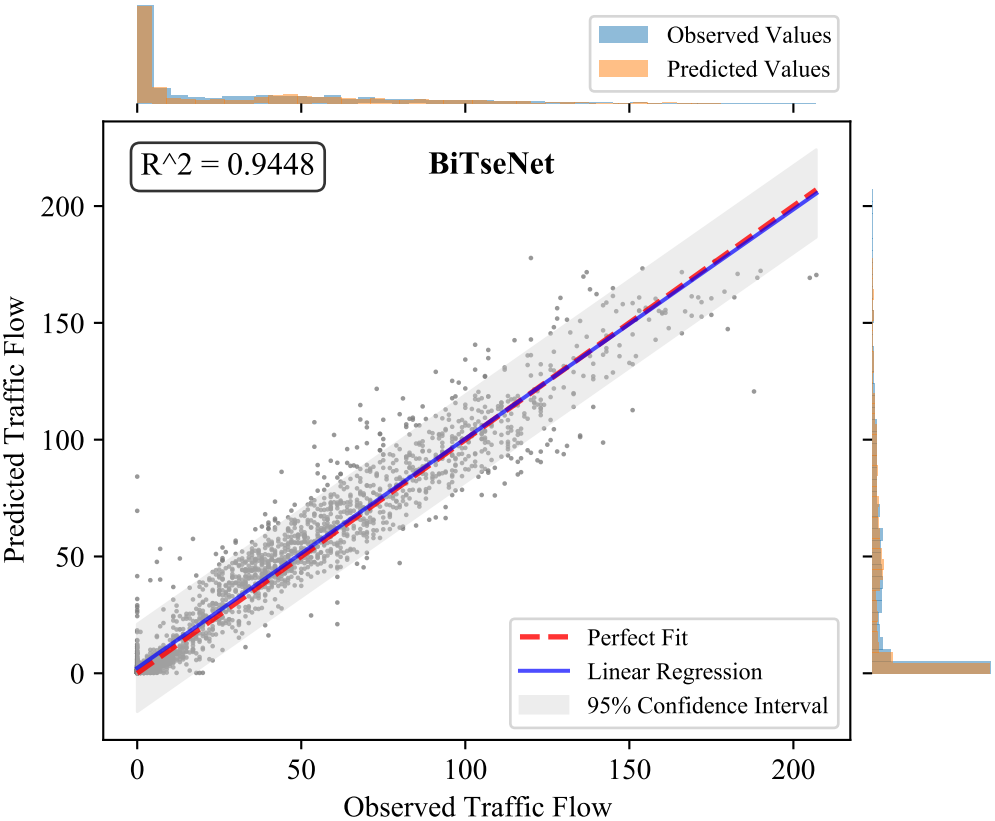 Observed Values
Predicted Values
R^2 = 0.9448
BiTseNet
200
150
100
50
0
Predicted Traffic Flow
Perfect Fit
Linear Regression
95% Confidence Interval
0 50 100 150 200
Observed Traffic Flow